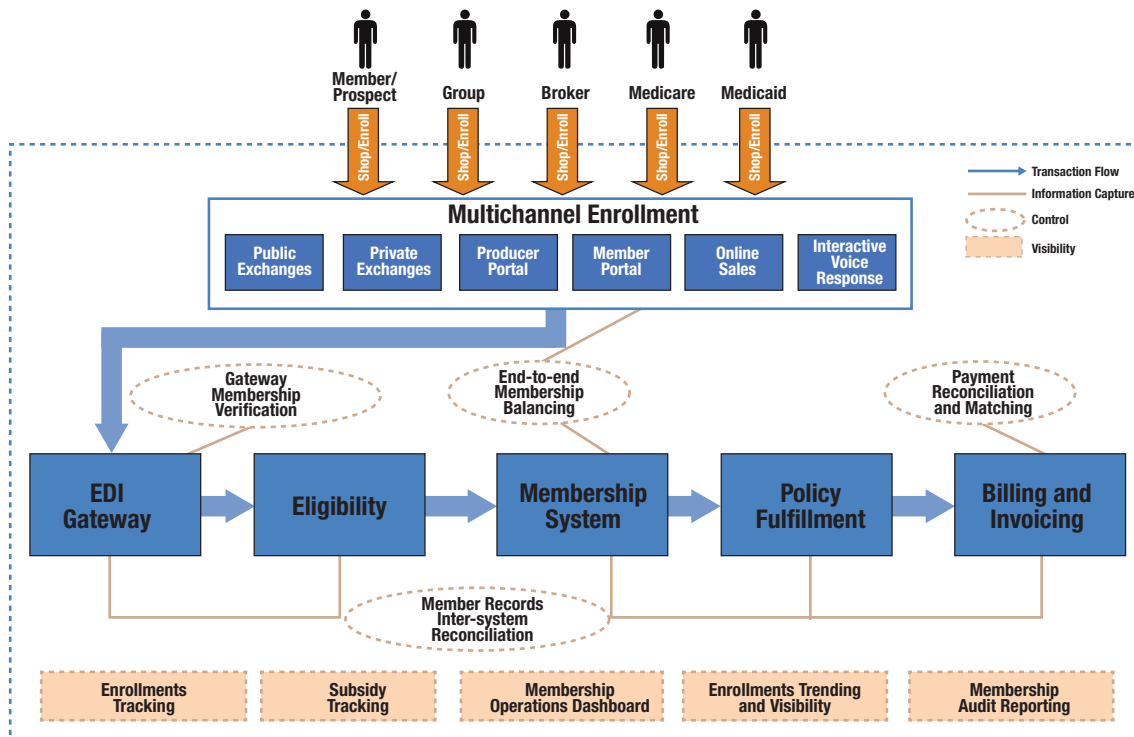 Member/
Prospect
Group
Broker
Medicare
Medicaid
Shop/Enroll
Shop/Enroll
Shop/Enroll
Shop/Enroll
Shop/Enroll
Transaction Flow
Information Capture
Control
Visibility
Multichannel Enrollment
Public
Exchanges
Private
Exchanges
Producer
Portal
Member
Portal
Online
Sales
Interactive
Voice
Response
Gateway
Membership
Verification
End-to-end
Membership
Balancing
Payment
Reconciliation
and Matching
EDI
Gateway
Eligibility
Membership
System
Policy
Fulfillment
Billing and
Invoicing
Member Records
Inter-system
Reconciliation
Enrollments
Tracking
Subsidy
Tracking
Membership
Operations Dashboard
Enrollments Trending
and Visibility
Membership
Audit Reporting